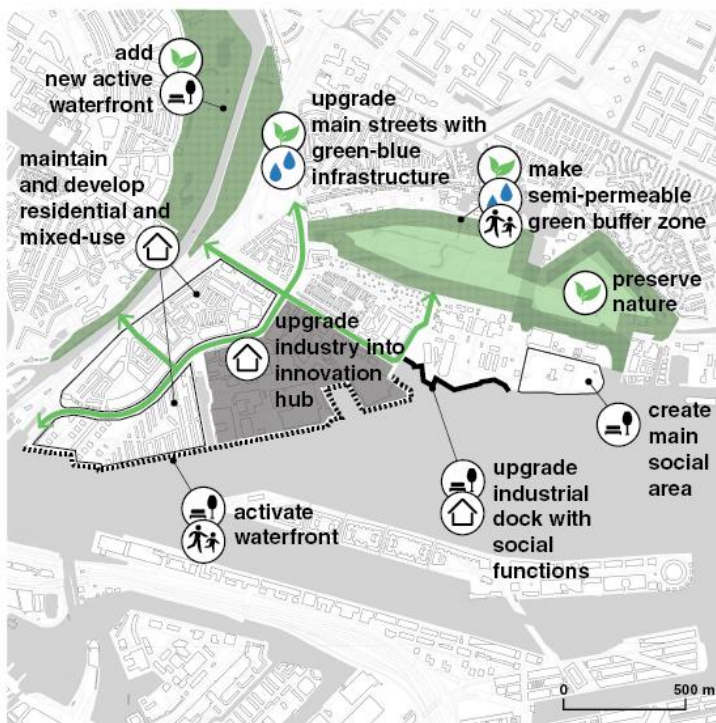 add
new active
waterfront
upgrade
main streets with
green-blue
infrastructure
maintain
and develop
residential and
mixed-use
make
semi-permeable
green buffer zone
preserve
nature
upgrade
industry into
innovation
hub
create
main
social
area
upgrade
industrial
dock with
social
functions
activate
waterfront
0 500 m